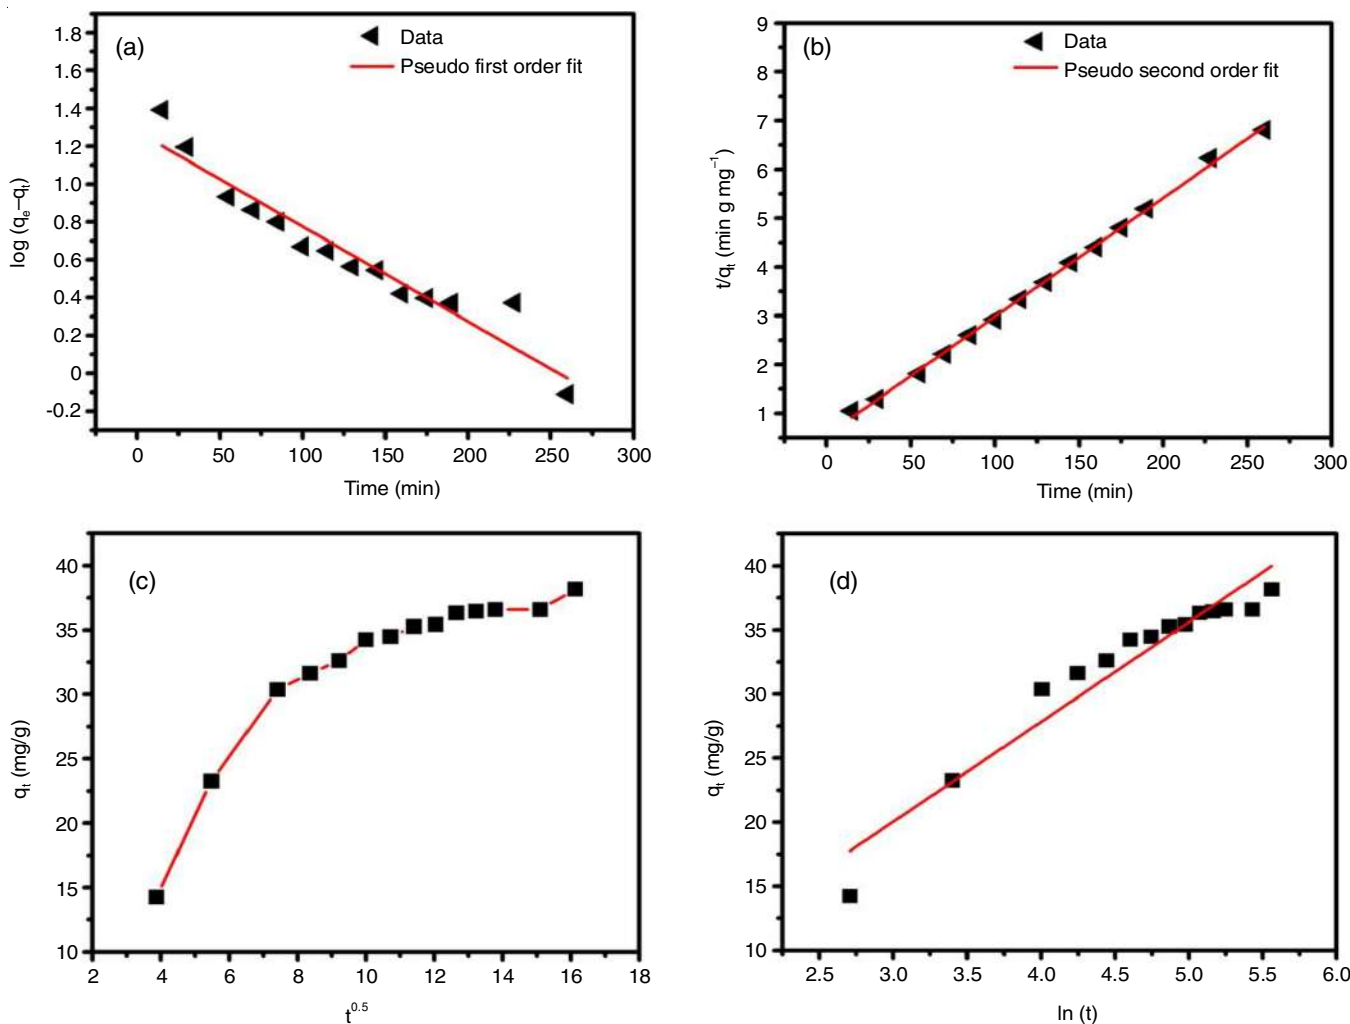 (a)
Data
Pseudo first order fit
1.8
1.6
1.4
1.2
1.0
0.8
0.6
0.4
0.2
0
-0.2
log (qe–qt)
0 50 100 150 200 250 300
Time (min)
(b)
Data
Pseudo second order fit
9
8
7
6
5
4
3
2
1
t/qt (min g mg⁻¹)
0 50 100 150 200 250 300
Time (min)
(c)
40
35
30
25
20
15
10
qt (mg/g)
2 4 6 8 10 12 14 16 18
t^0.5
(d)
40
35
30
25
20
15
10
qt (mg/g)
2.5 3.0 3.5 4.0 4.5 5.0 5.5 6.0
ln (t)